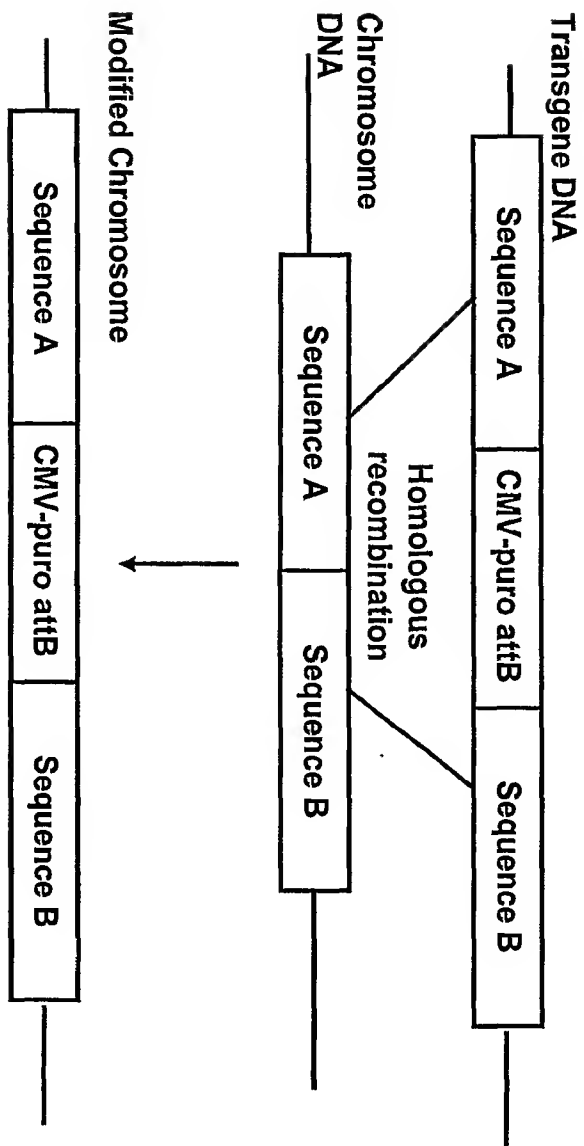 Transgene DNA
Sequence A
CMV-puro attB
Sequence B
Chromosome
DNA
Homologous
recombination
Sequence A
Sequence B
Modified Chromosome
Sequence A
CMV-puro attB
Sequence B